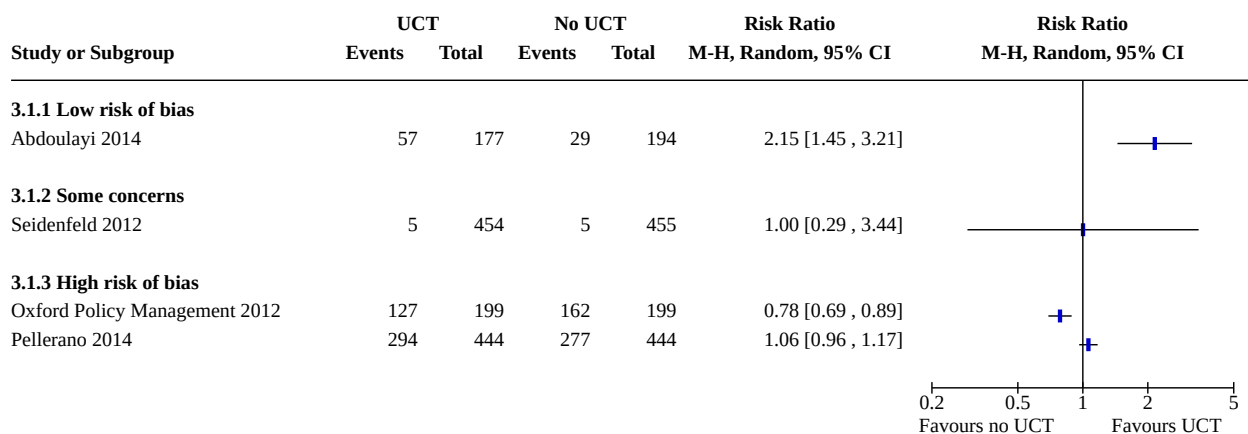 UCT No UCT Risk Ratio Risk Ratio
Study or Subgroup Events Total Events Total M-H, Random, 95% CI M-H, Random, 95% CI
3.1.1 Low risk of bias
Abdoulayi 2014 57 177 29 194 2.15 [1.45 , 3.21]
3.1.2 Some concerns
Seidenfeld 2012 5 454 5 455 1.00 [0.29 , 3.44]
3.1.3 High risk of bias
Oxford Policy Management 2012 127 199 162 199 0.78 [0.69 , 0.89]
Pellerano 2014 294 444 277 444 1.06 [0.96 , 1.17]
0.2 0.5 1 2 5
Favours no UCT Favours UCT